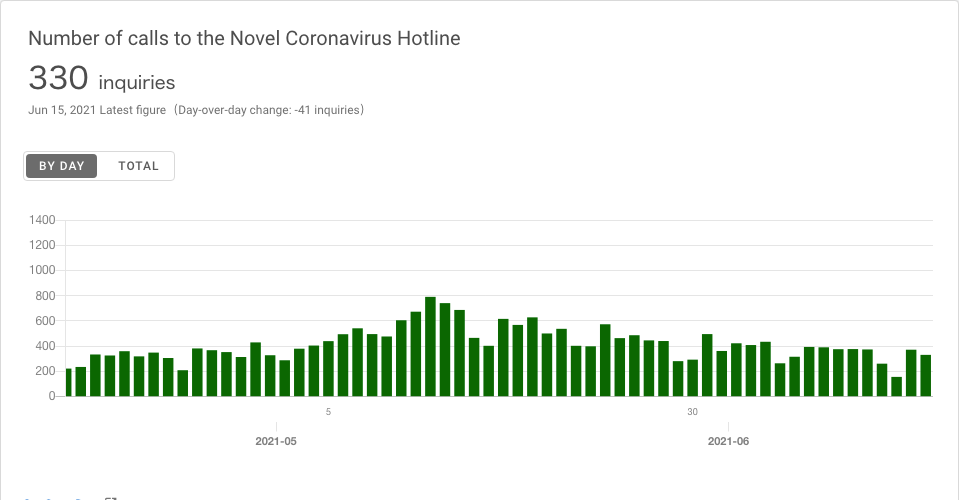 Number of calls to the Novel Coronavirus Hotline
330 inquiries
Jun 15, 2021 Latest figure（Day-over-day change: -41 inquiries）
BY DAY TOTAL
1400
1200
1000
800
600
400
200
0
5 30
2021-05 2021-06